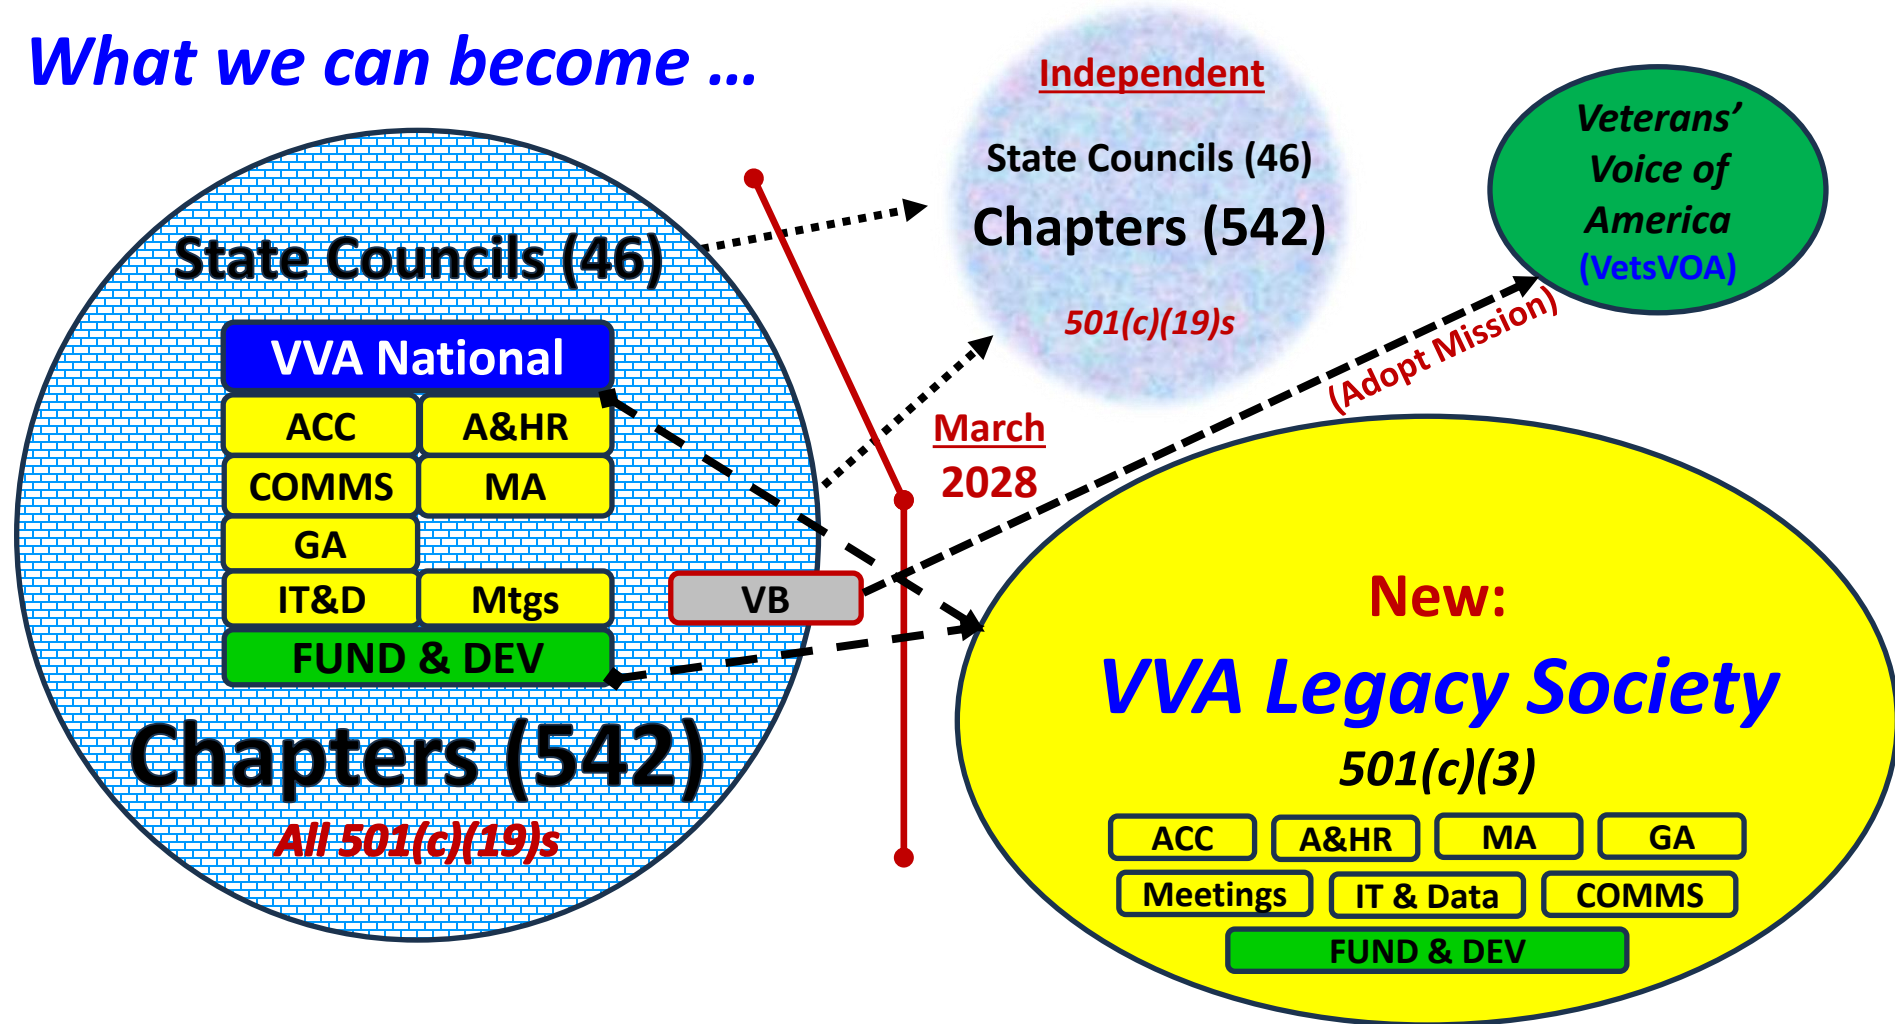 What we can become ...
State Councils (46)
VVA National
ACC
A&HR
COMMS
MA
GA
IT&D
Mtgs
VB
FUND & DEV
Chapters (542)
All 501(c)(19)s
Independent
State Councils (46)
Chapters (542)
501(c)(19)s
March
2028
Veterans’
Voice of
America
(VetsVOA)
(Adopt Mission)
New:
VVA Legacy Society
501(c)(3)
ACC
A&HR
MA
GA
Meetings
IT & Data
COMMS
FUND & DEV